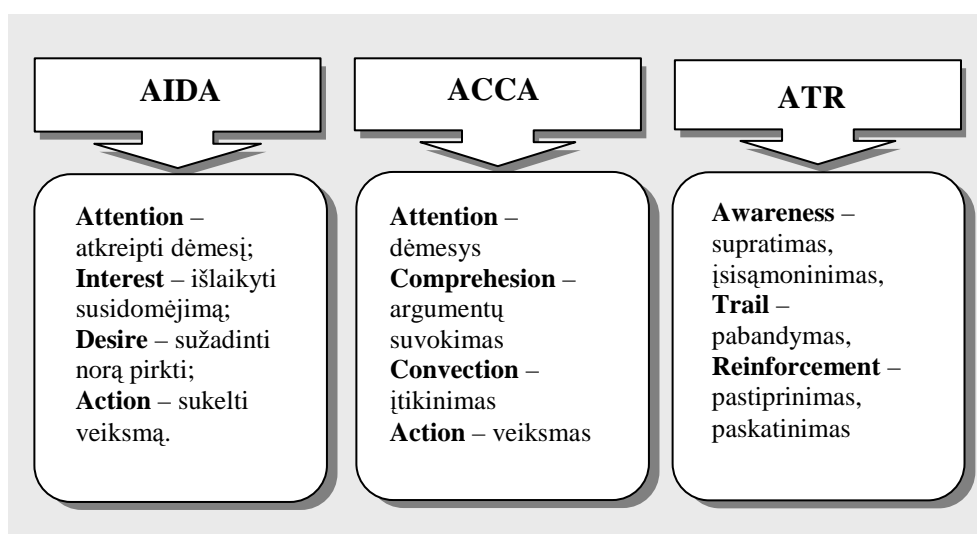 AIDA
Attention –
atkreipti dėmesį;
Interest – išlaikyti
susidomėjimą;
Desire – sužadinti
norą pirkti;
Action – sukelti
veiksmą.
ACCA
Attention –
dėmesys
Comprehesion –
argumentų
suvokimas
Convection –
įtikinimas
Action – veiksmas
ATR
Awareness –
supratimas,
įsisąmoninimas,
Trail –
pabandymas,
Reinforcement –
pastiprinimas,
paskatinimas